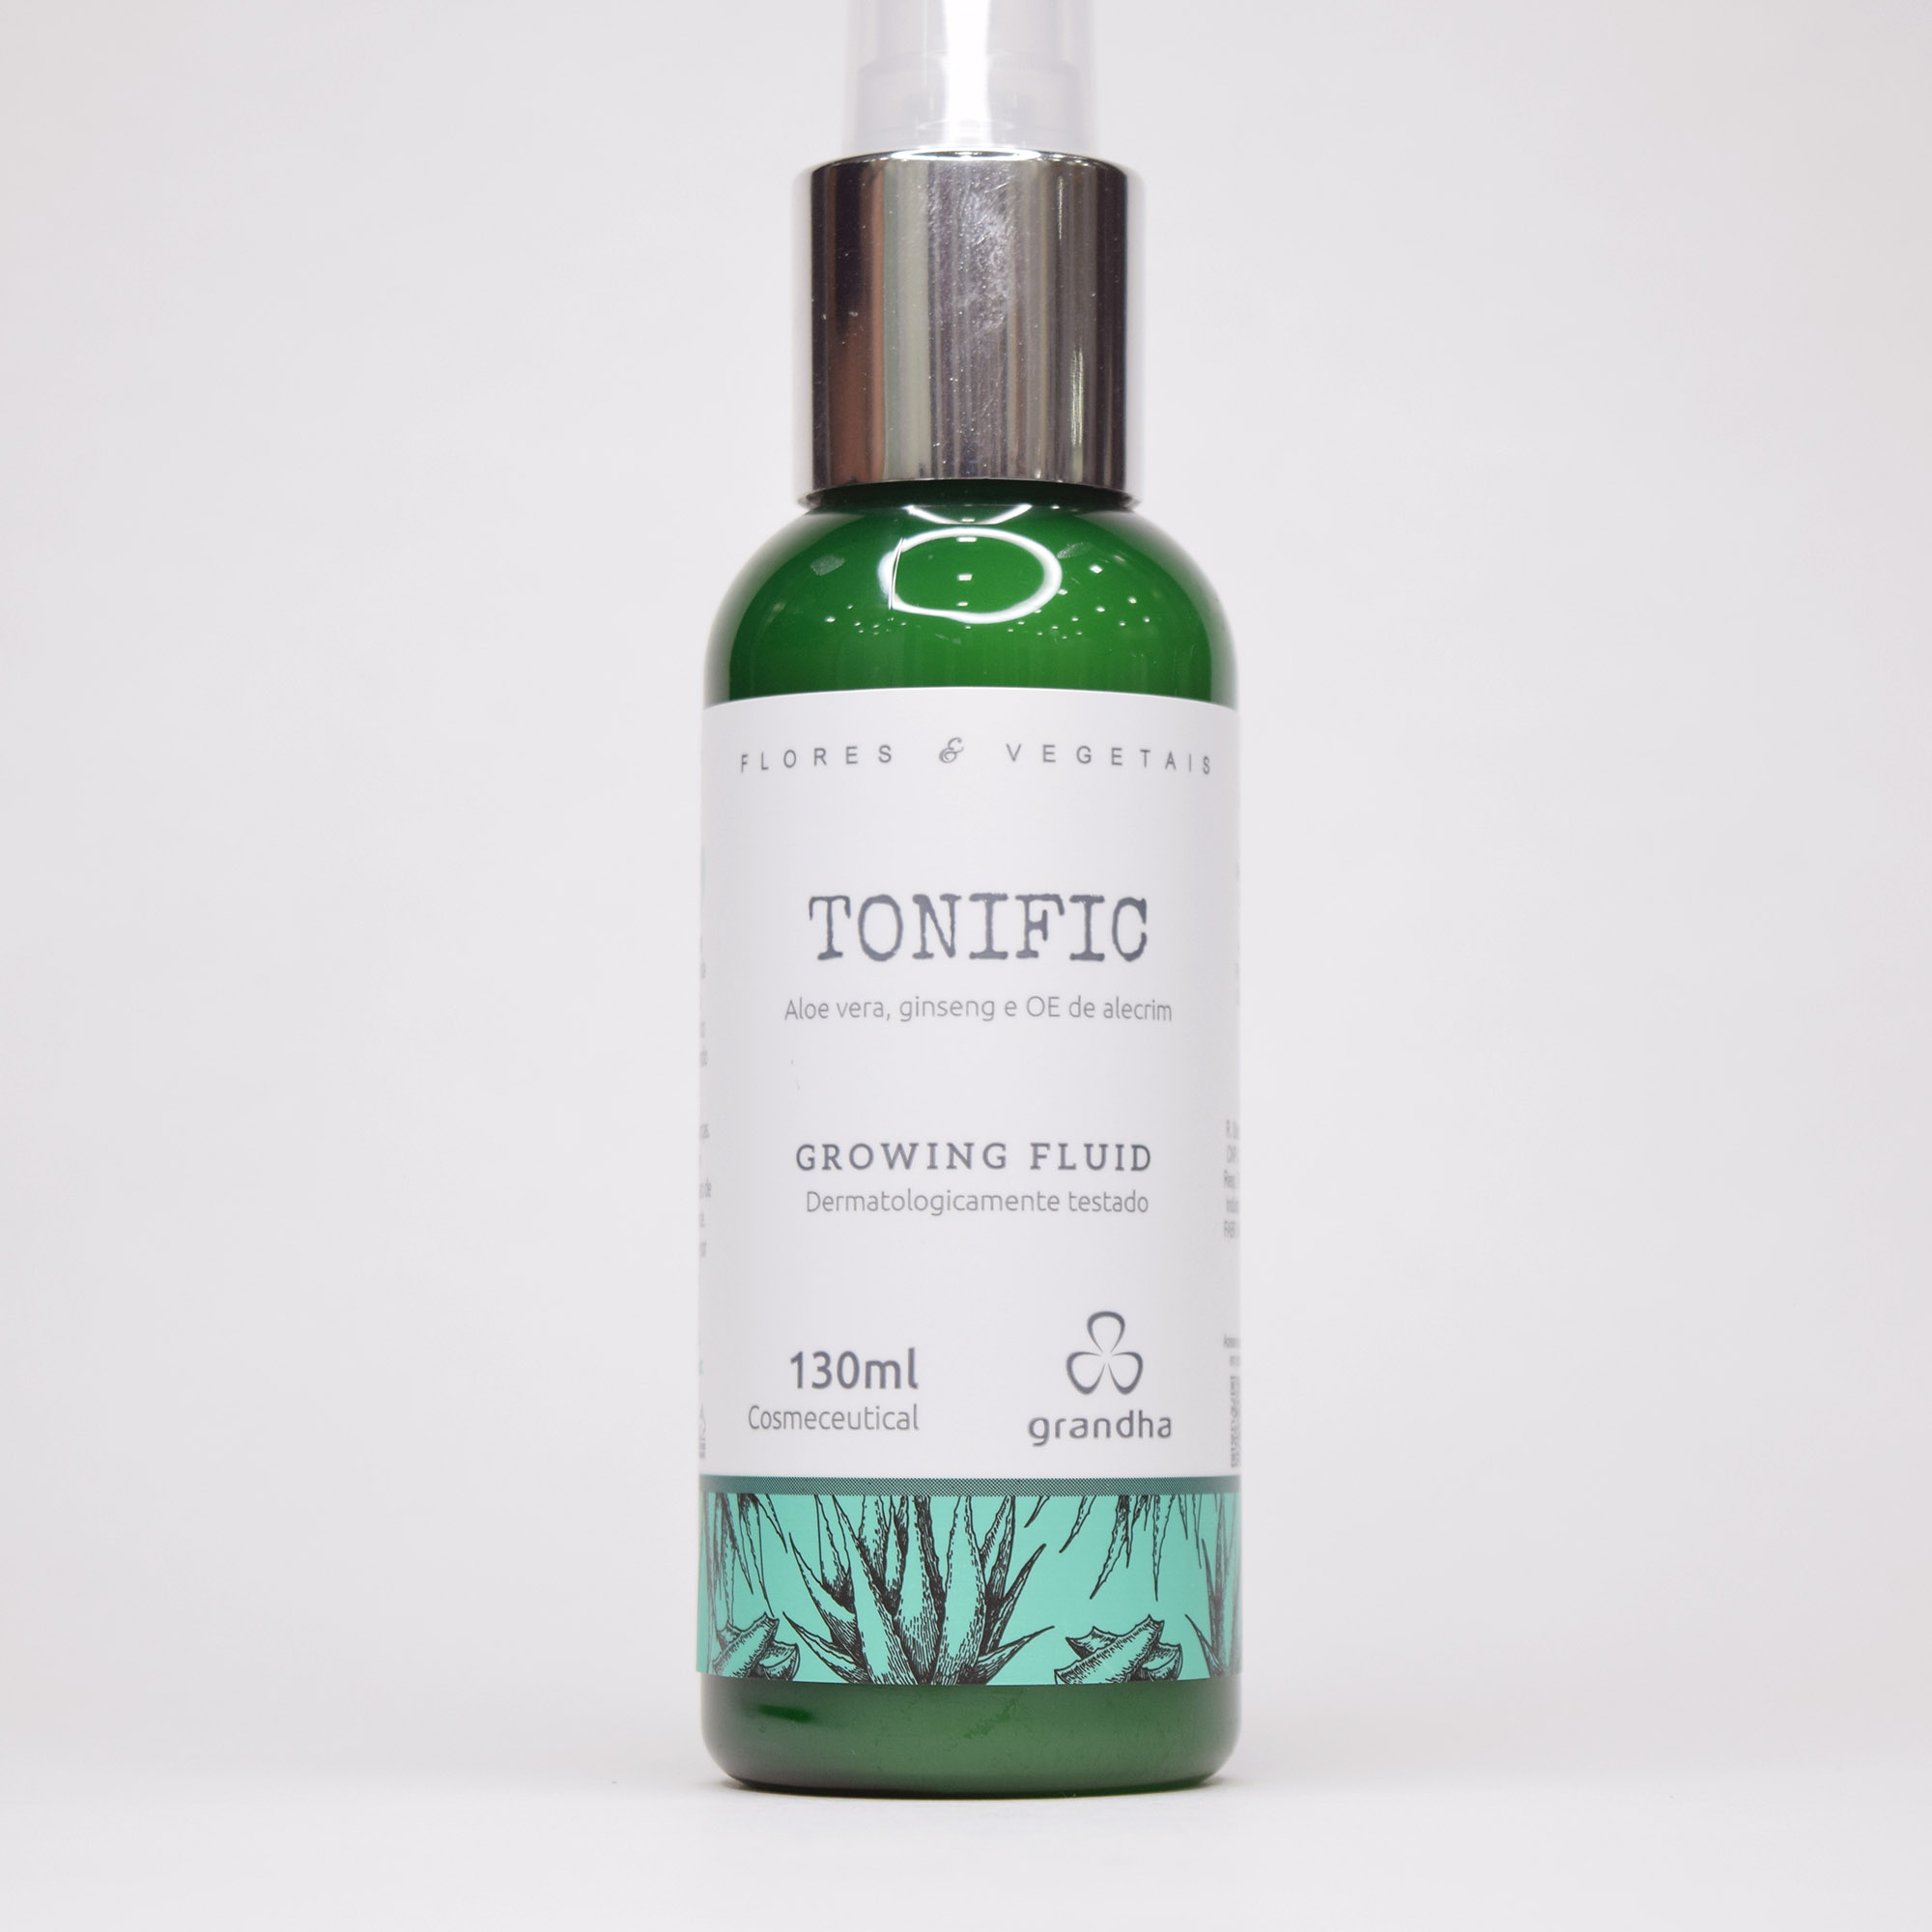 FLORES & VEGETAIS
TONIFIC
Aloe vera, ginseng e OE de alecrim
GROWING FLUID
Dermatologicamente testado
130ml
Cosmeceutical
grandha